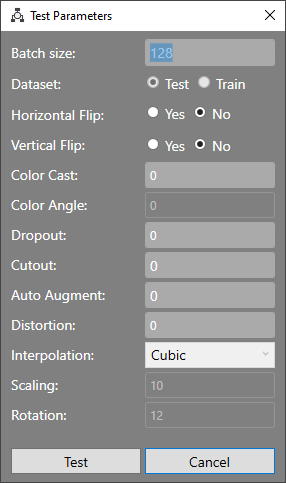 Test Parameters
Batch size: 128
Dataset: Test Train
Horizontal Flip: Yes No
Vertical Flip: Yes No
Color Cast: 0
Color Angle: 0
Dropout: 0
Cutout: 0
Auto Augment: 0
Distortion: 0
Interpolation: Cubic
Scaling: 10
Rotation: 12
Test Cancel